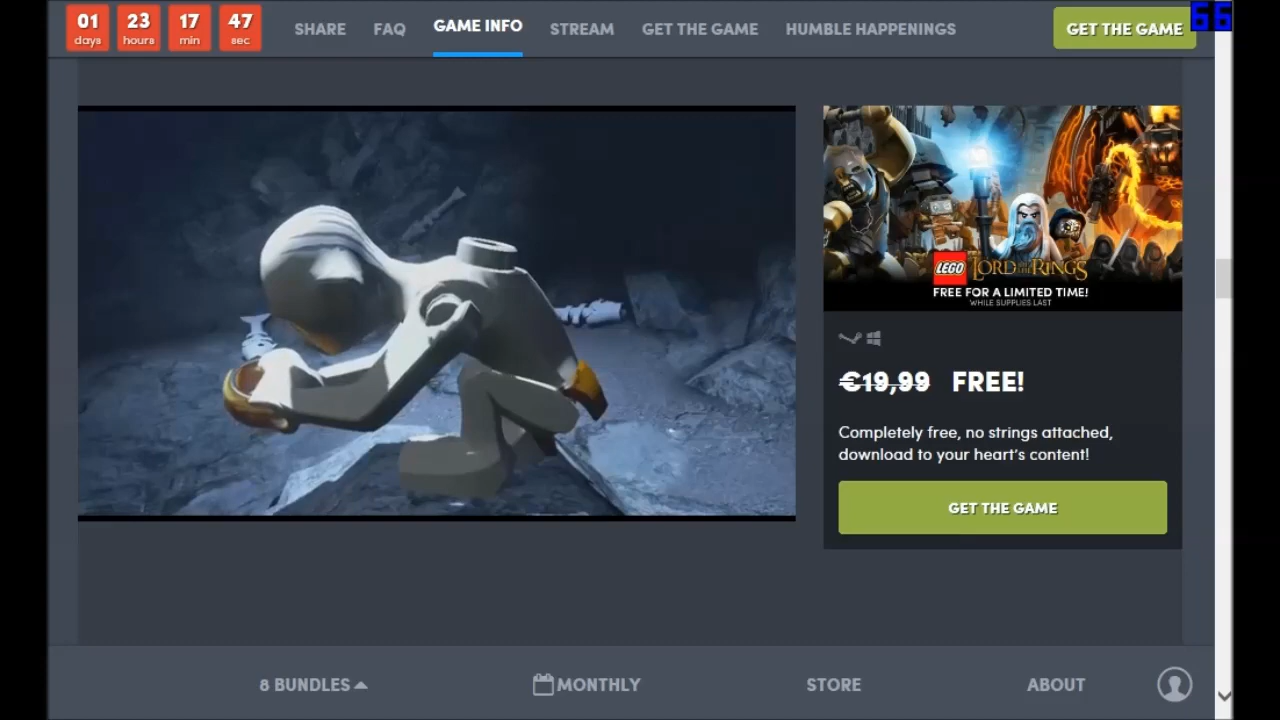 01 days
23 hours
17 min
47 sec
SHARE
FAQ
GAME INFO
STREAM
GET THE GAME
HUMBLE HAPPENINGS
GET THE GAME
66
LEGO THE LORD OF THE RINGS
FREE FOR A LIMITED TIME!
WHILE SUPPLIES LAST
€19,99 FREE!
Completely free, no strings attached,
download to your heart's content!
GET THE GAME
8 BUNDLES
MONTHLY
STORE
ABOUT